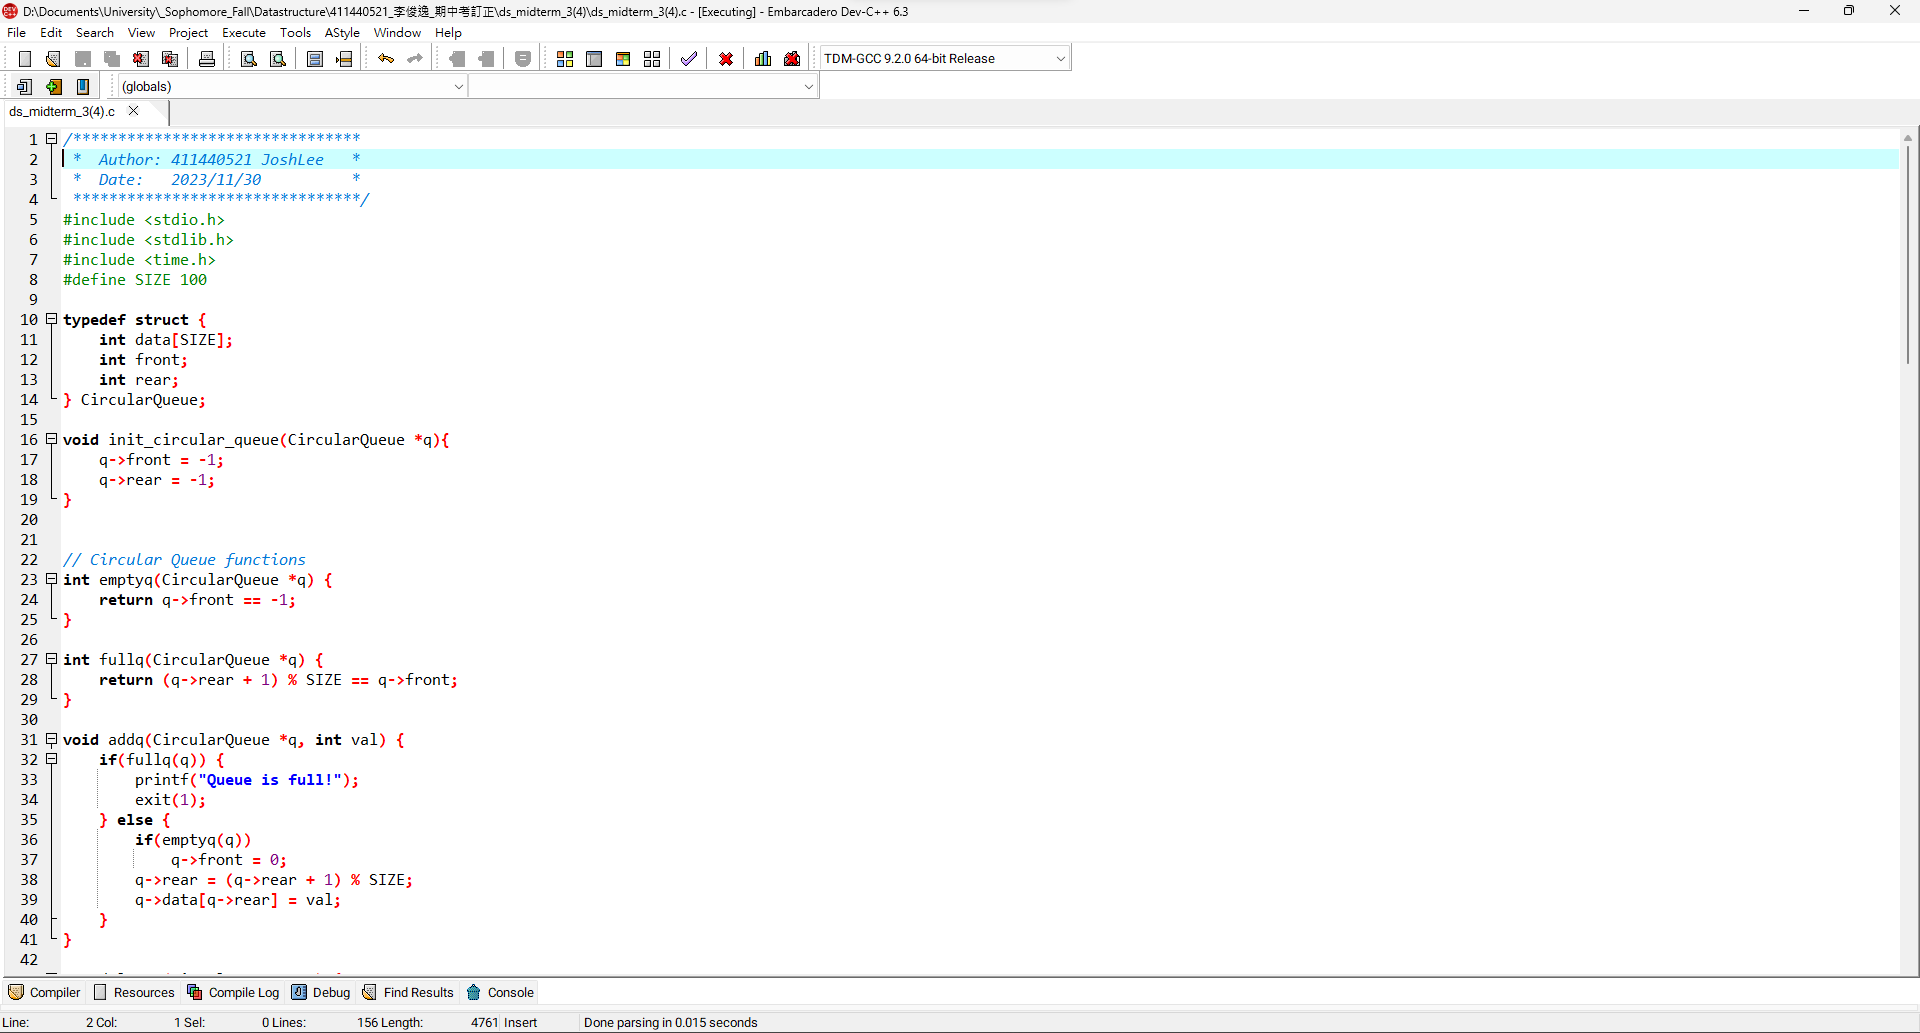 D:\Documents\University\_Sophomore_Fall\Datastructure\411440521_李俊逸_期中考訂正\ds_midterm_3(4)\ds_midterm_3(4).c - [Executing] - Embarcadero Dev-C++ 6.3
File Edit Search View Project Execute Tools AStyle Window Help
TDM-GCC 9.2.0 64-bit Release
(globals)
ds_midterm_3(4).c
1 /********************************
2  *  Author: 411440521 JoshLee   *
3  *  Date:   2023/11/30          *
4  ********************************/
5 #include <stdio.h>
6 #include <stdlib.h>
7 #include <time.h>
8 #define SIZE 100
9
10 typedef struct {
11     int data[SIZE];
12     int front;
13     int rear;
14 } CircularQueue;
15
16 void init_circular_queue(CircularQueue *q){
17     q->front = -1;
18     q->rear = -1;
19 }
20
21
22 // Circular Queue functions
23 int emptyq(CircularQueue *q) {
24     return q->front == -1;
25 }
26
27 int fullq(CircularQueue *q) {
28     return (q->rear + 1) % SIZE == q->front;
29 }
30
31 void addq(CircularQueue *q, int val) {
32     if(fullq(q)) {
33         printf("Queue is full!");
34         exit(1);
35     } else {
36         if(emptyq(q))
37             q->front = 0;
38         q->rear = (q->rear + 1) % SIZE;
39         q->data[q->rear] = val;
40     }
41 }
42
Compiler Resources Compile Log Debug Find Results Console
Line: 2 Col: 1 Sel: 0 Lines: 156 Length: 4761 Insert Done parsing in 0.015 seconds